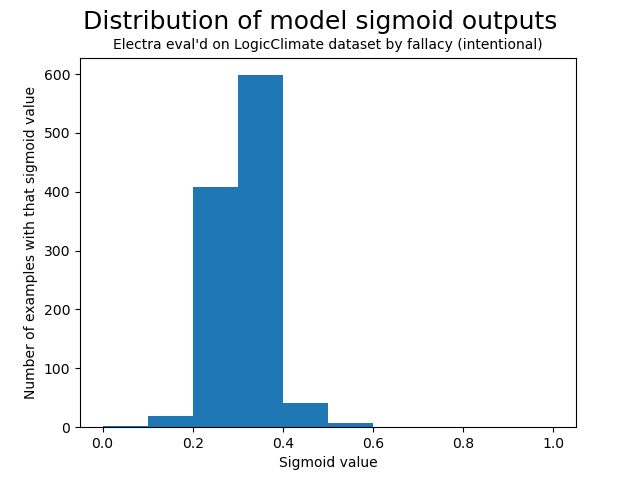 Distribution of model sigmoid outputs
Electra eval'd on LogicClimate dataset by fallacy (intentional)
Number of examples with that sigmoid value
600
500
400
300
200
100
0
0.0 0.2 0.4 0.6 0.8 1.0
Sigmoid value